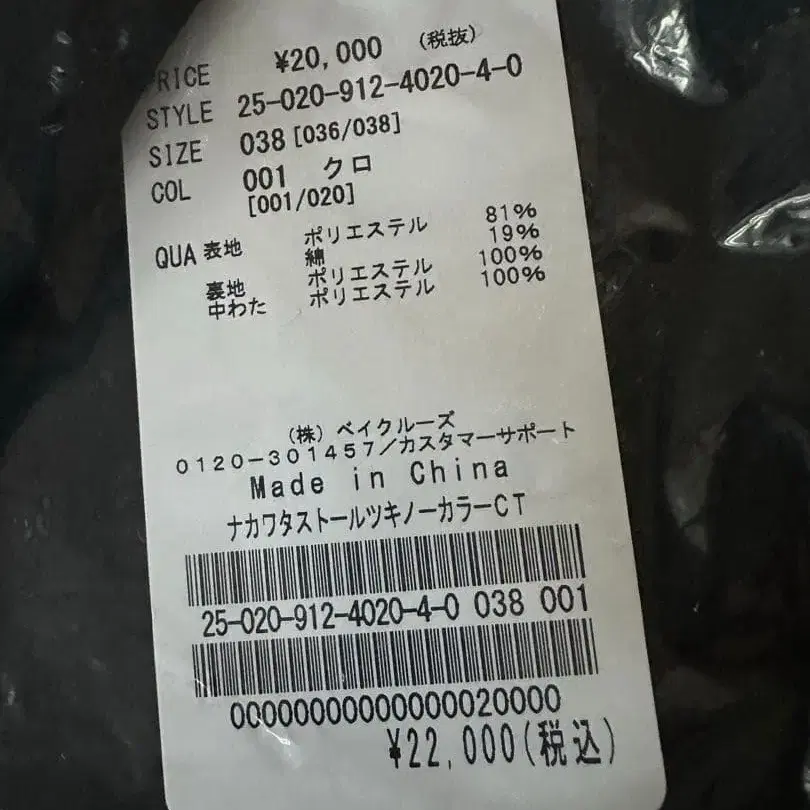 PRICE ¥20,000 (税抜)
STYLE 25-020-912-4020-4-0
SIZE 038 [036/038]
COL 001 クロ
[001/020]
QUA 表地 ポリエステル 81%
綿 19%
裏地 ポリエステル 100%
中わた ポリエステル 100%
(株) ベイクルーズ
0120-301457/カスタマーサポート
Made in China
ナカワタストールツキノーカラーCT
25-020-912-4020-4-0 038 001
00000000000000020000
¥22,000(税込)